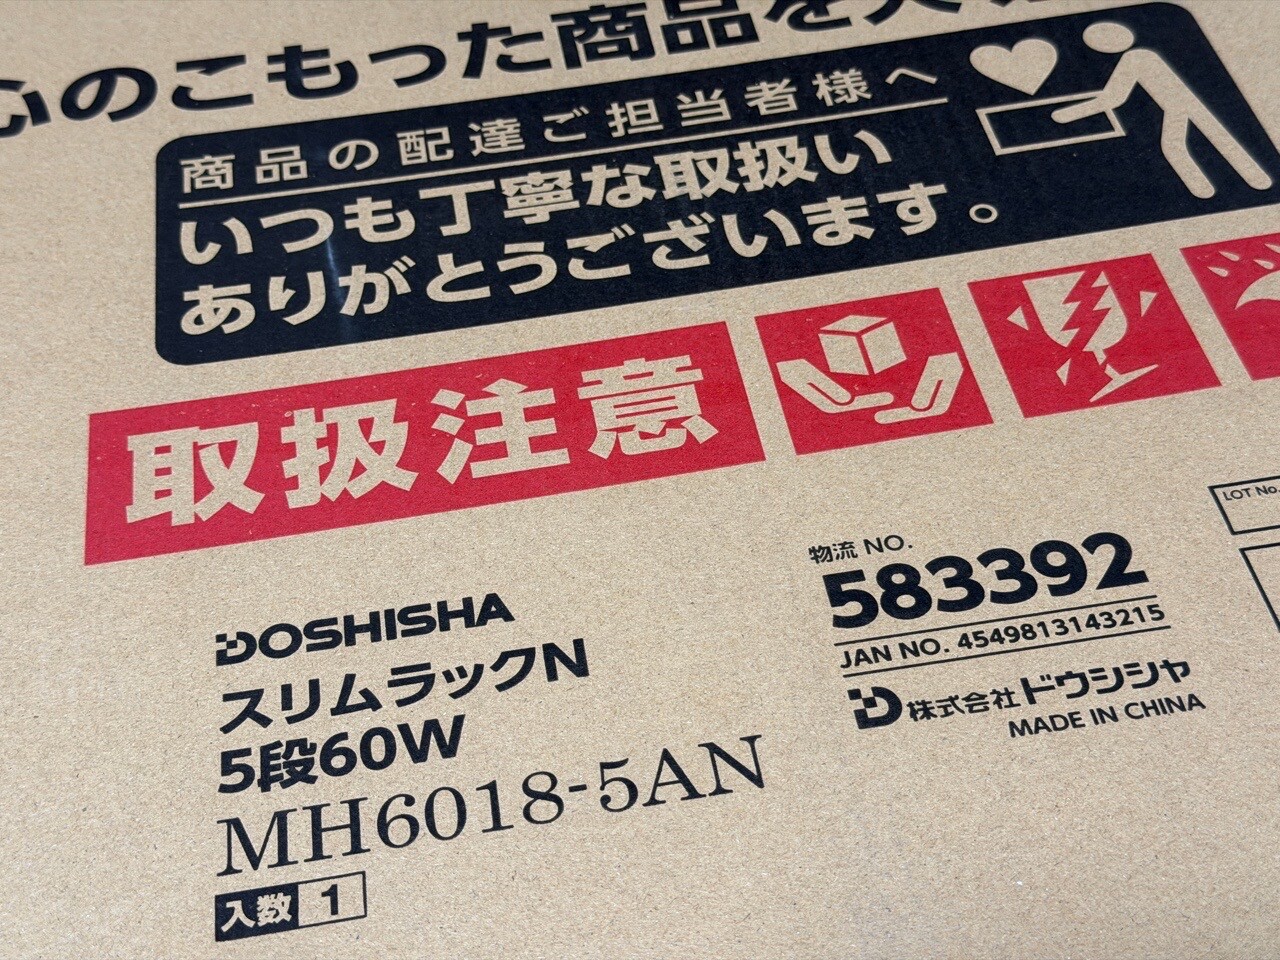 心のこもった商品を大
商品の配達ご担当者様へ
いつも丁寧な取扱い
ありがとうございます。
取扱注意
LOT No.
物流 NO.
583392
JAN NO. 4549813143215
株式会社ドウシシャ
MADE IN CHINA
DOSHISHA
スリムラックN
5段60W
MH6018-5AN
入数 1